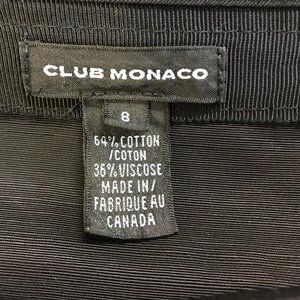 CLUB MONACO
8
64% COTTON
/COTON
36% VISCOSE
MADE IN/
FABRIQUE AU
CANADA